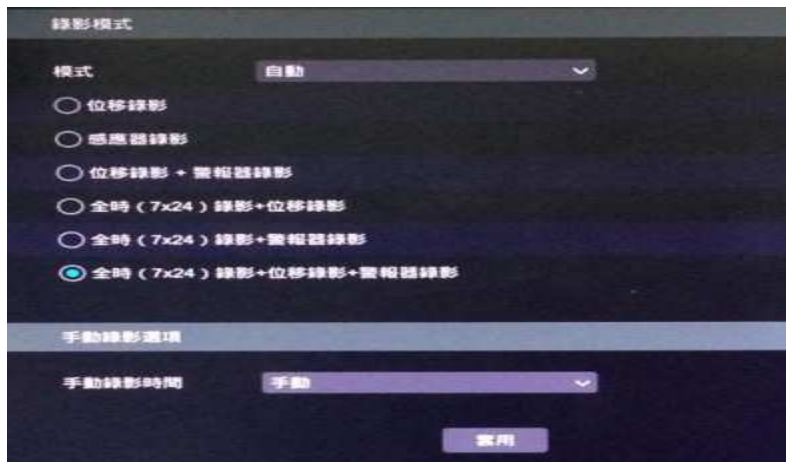 錄影模式
模式 自動
位移錄影
感應器錄影
位移錄影 + 警報器錄影
全時 ( 7x24 ) 錄影+位移錄影
全時 ( 7x24 ) 錄影+警報器錄影
全時 ( 7x24 ) 錄影+位移錄影+警報器錄影
手動錄影選項
手動錄影時間 手動
套用